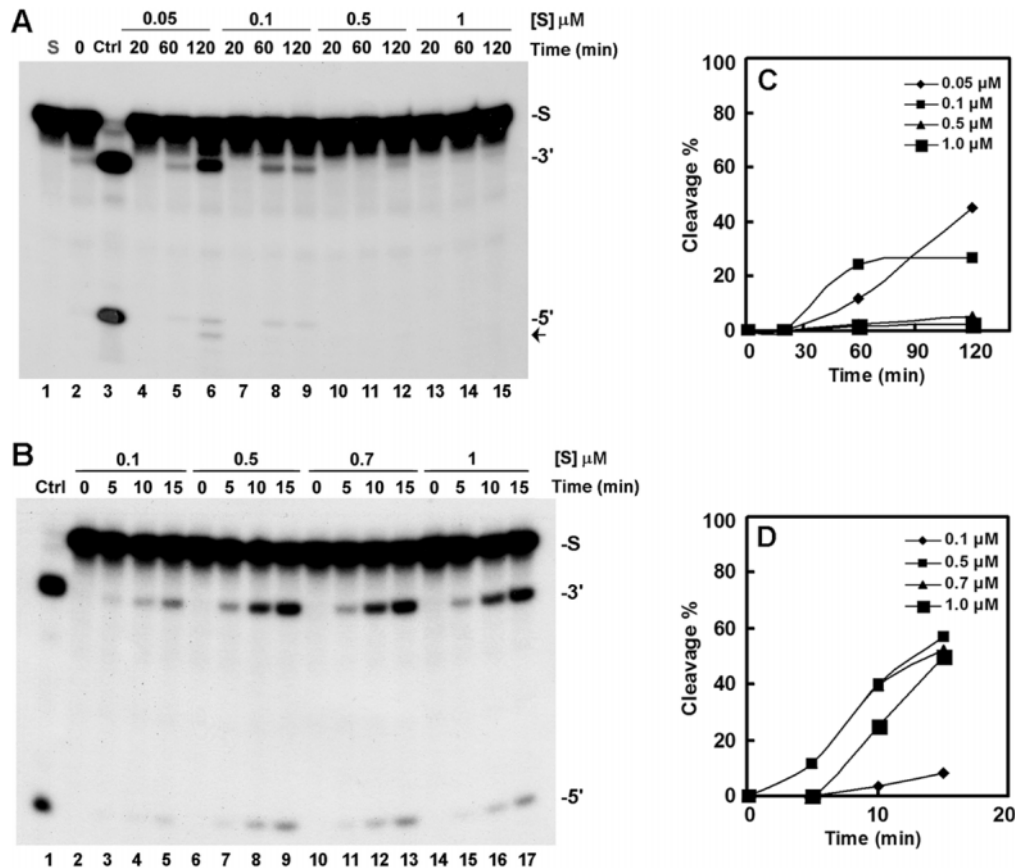 A
0.05 0.1 0.5 1 [S] µM
S 0 Ctrl 20 60 120 20 60 120 20 60 120 20 60 120 Time (min)
-S
-3'
-5'
1 2 3 4 5 6 7 8 9 10 11 12 13 14 15
B
0.1 0.5 0.7 1 [S] µM
Ctrl 0 5 10 15 0 5 10 15 0 5 10 15 0 5 10 15 Time (min)
-S
-3'
-5'
1 2 3 4 5 6 7 8 9 10 11 12 13 14 15 16 17
C
0.05 µM
0.1 µM
0.5 µM
1.0 µM
100
80
60
40
20
0
Cleavage %
0 30 60 90 120
Time (min)
D
0.1 µM
0.5 µM
0.7 µM
1.0 µM
100
80
60
40
20
0
Cleavage %
0 10 20
Time (min)